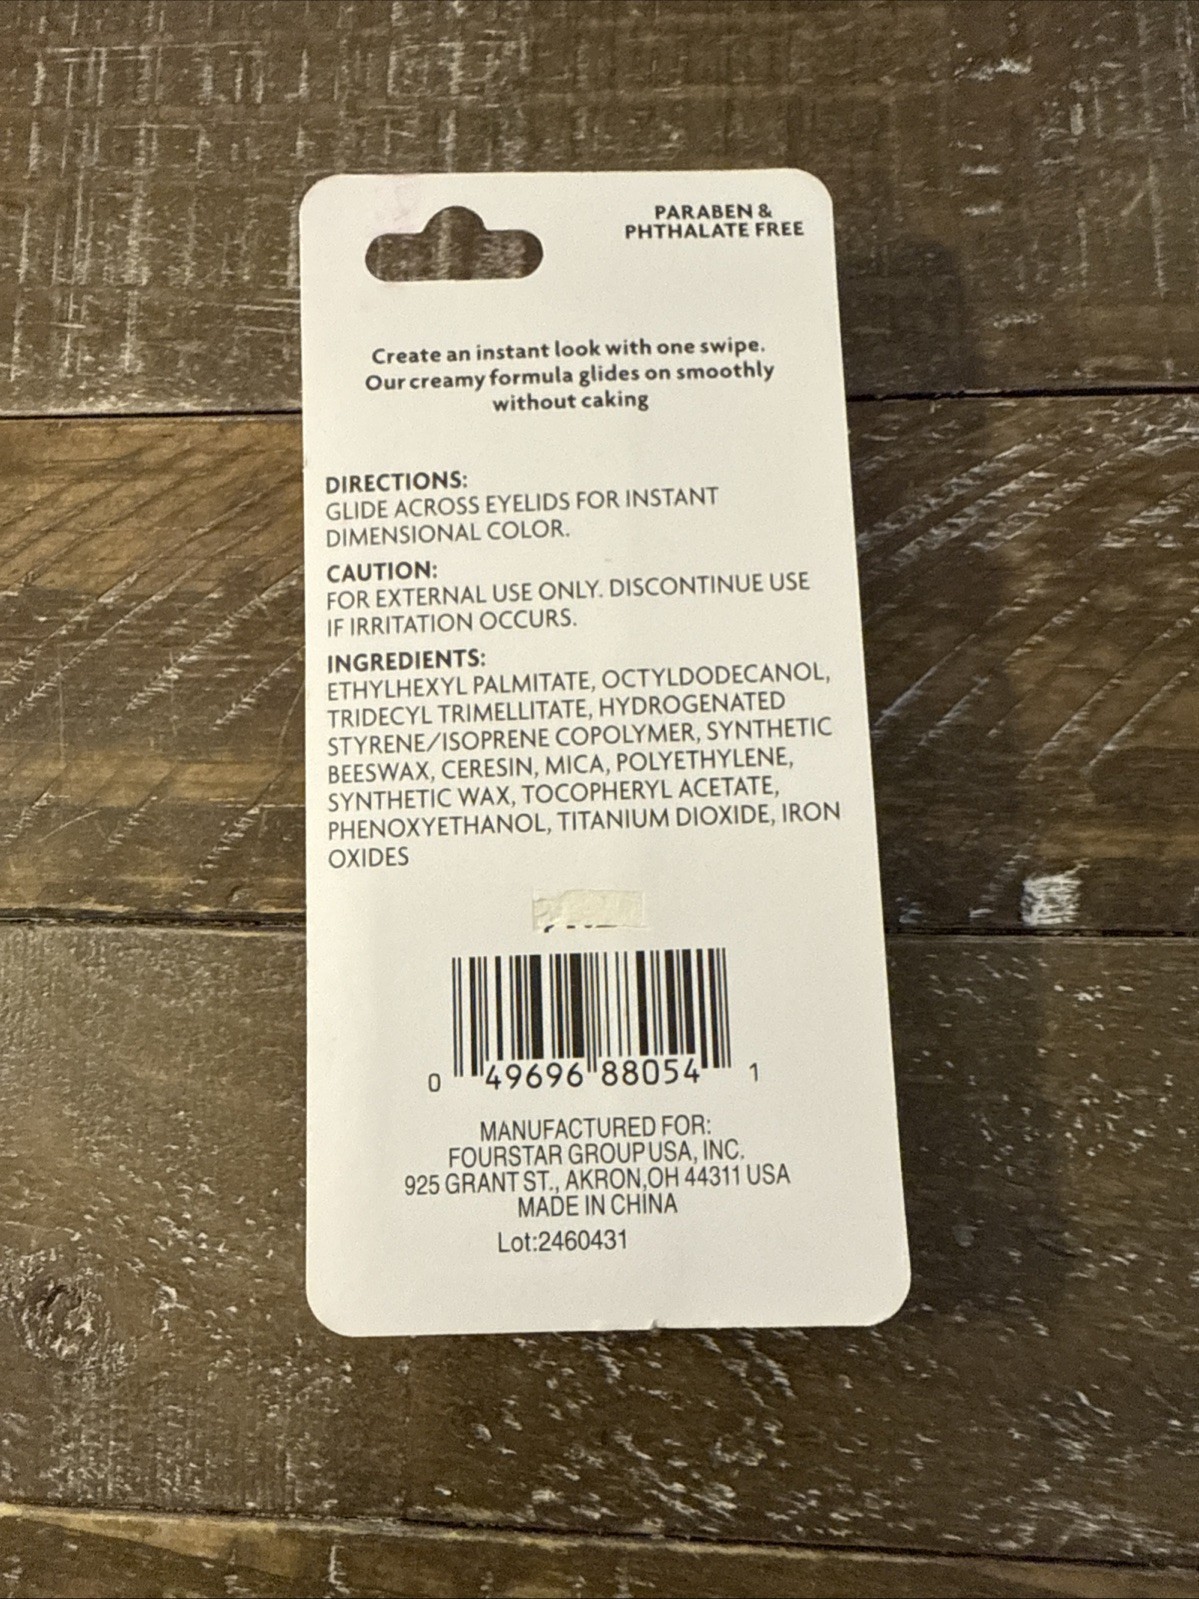 PARABEN &
PHTHALATE FREE
Create an instant look with one swipe.
Our creamy formula glides on smoothly
without caking
DIRECTIONS:
GLIDE ACROSS EYELIDS FOR INSTANT
DIMENSIONAL COLOR.
CAUTION:
FOR EXTERNAL USE ONLY. DISCONTINUE USE
IF IRRITATION OCCURS.
INGREDIENTS:
ETHYLHEXYL PALMITATE, OCTYLDODECANOL,
TRIDECYL TRIMELLITATE, HYDROGENATED
STYRENE/ISOPRENE COPOLYMER, SYNTHETIC
BEESWAX, CERESIN, MICA, POLYETHYLENE,
SYNTHETIC WAX, TOCOPHERYL ACETATE,
PHENOXYETHANOL, TITANIUM DIOXIDE, IRON
OXIDES
0 49696 88054 1
MANUFACTURED FOR:
FOURSTAR GROUP USA, INC.
925 GRANT ST., AKRON,OH 44311 USA
MADE IN CHINA
Lot:2460431